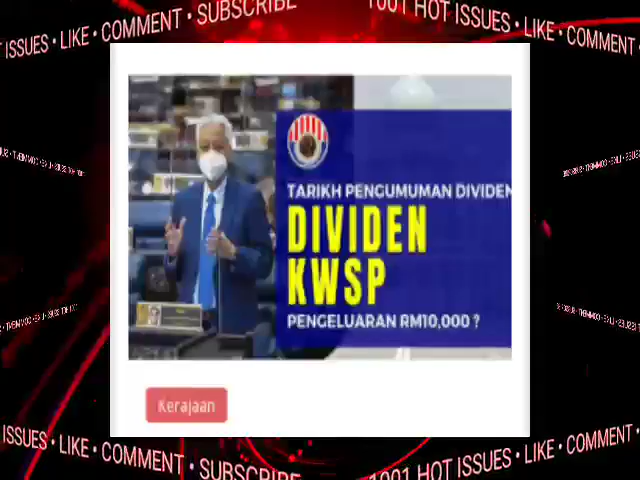 ISSUES • LIKE • COMMENT • SUBSCRIBE
1001 HOT ISSUES • LIKE • COMMENT •
TARIKH PENGUMUMAN DIVIDEN
DIVIDEN
KWSP
PENGELUARAN RM10,000 ?
Kerajaan
ISSUES • LIKE • COMMENT • SUBSCRIBE
1001 HOT ISSUES • LIKE • COMMENT •